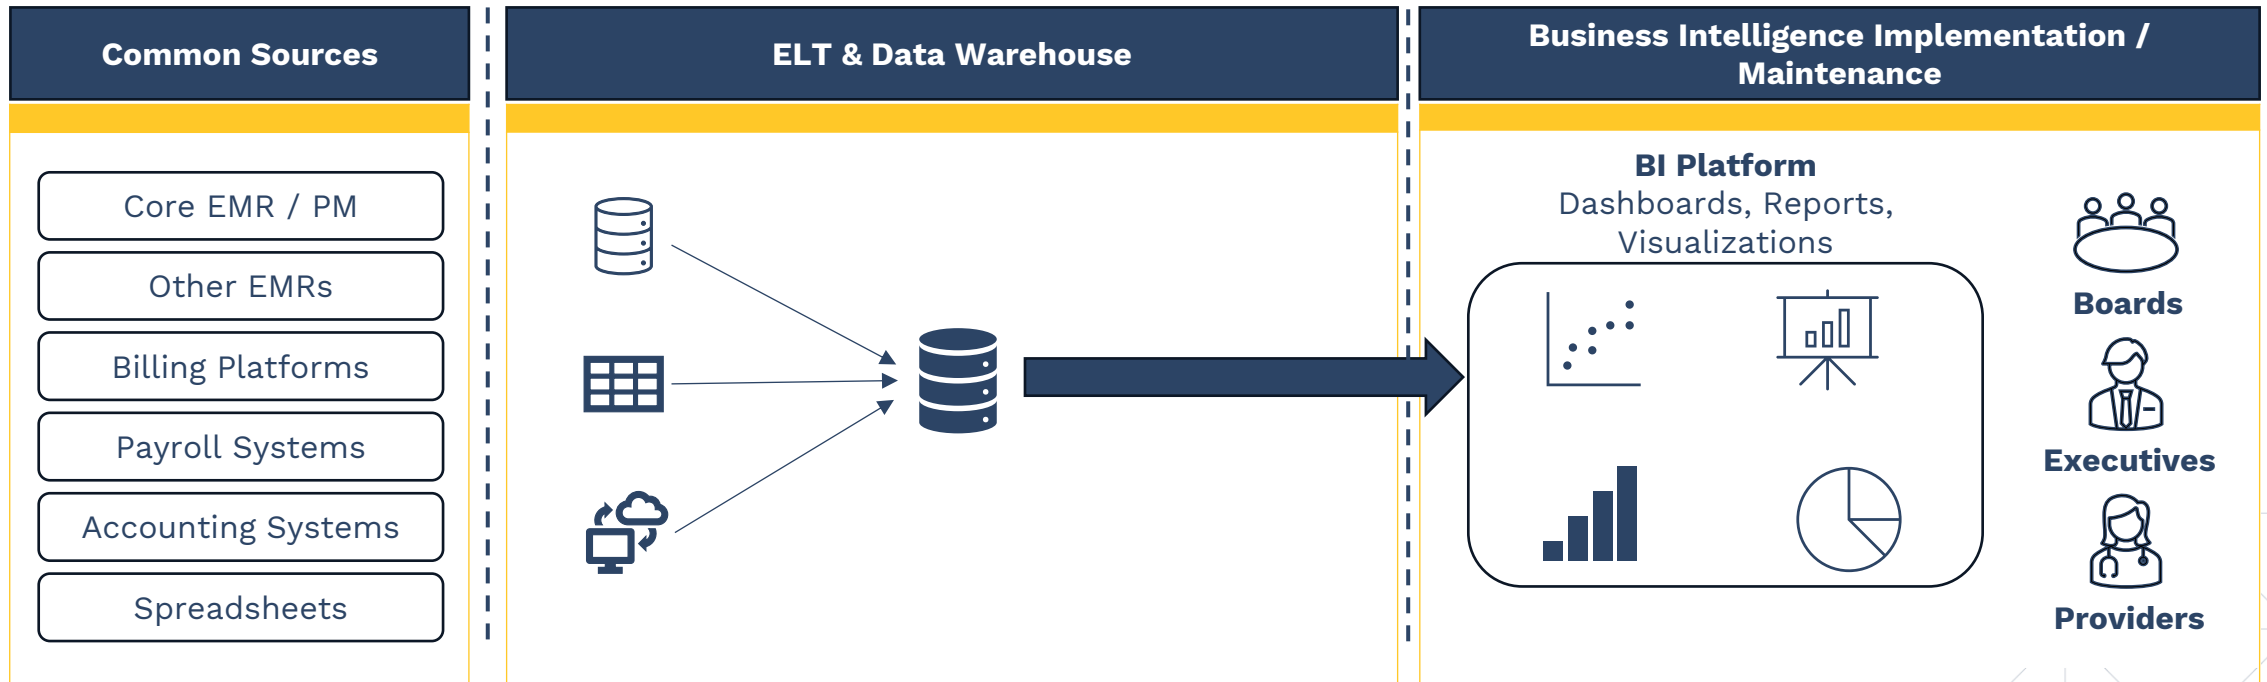 Common Sources
Core EMR / PM
Other EMRs
Billing Platforms
Payroll Systems
Accounting Systems
Spreadsheets
ELT & Data Warehouse
Business Intelligence Implementation /
Maintenance
BI Platform
Dashboards, Reports,
Visualizations
Boards
Executives
Providers